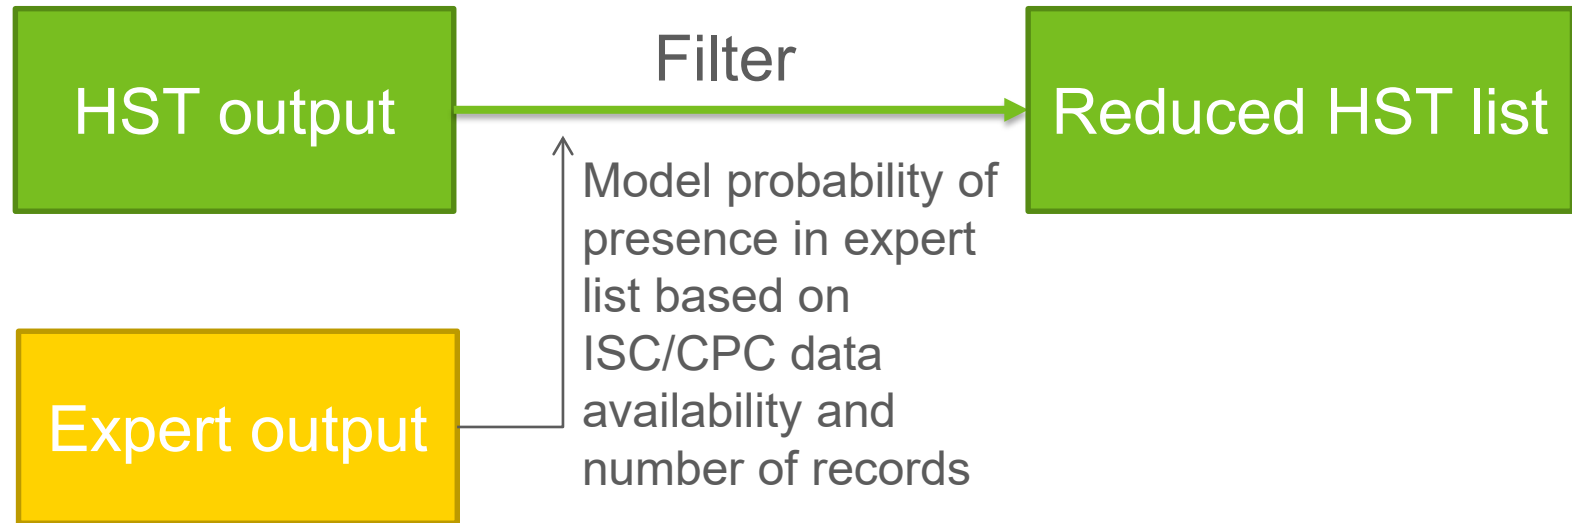 HST output
Filter
Reduced HST list
Model probability of
presence in expert
list based on
ISC/CPC data
availability and
number of records
Expert output